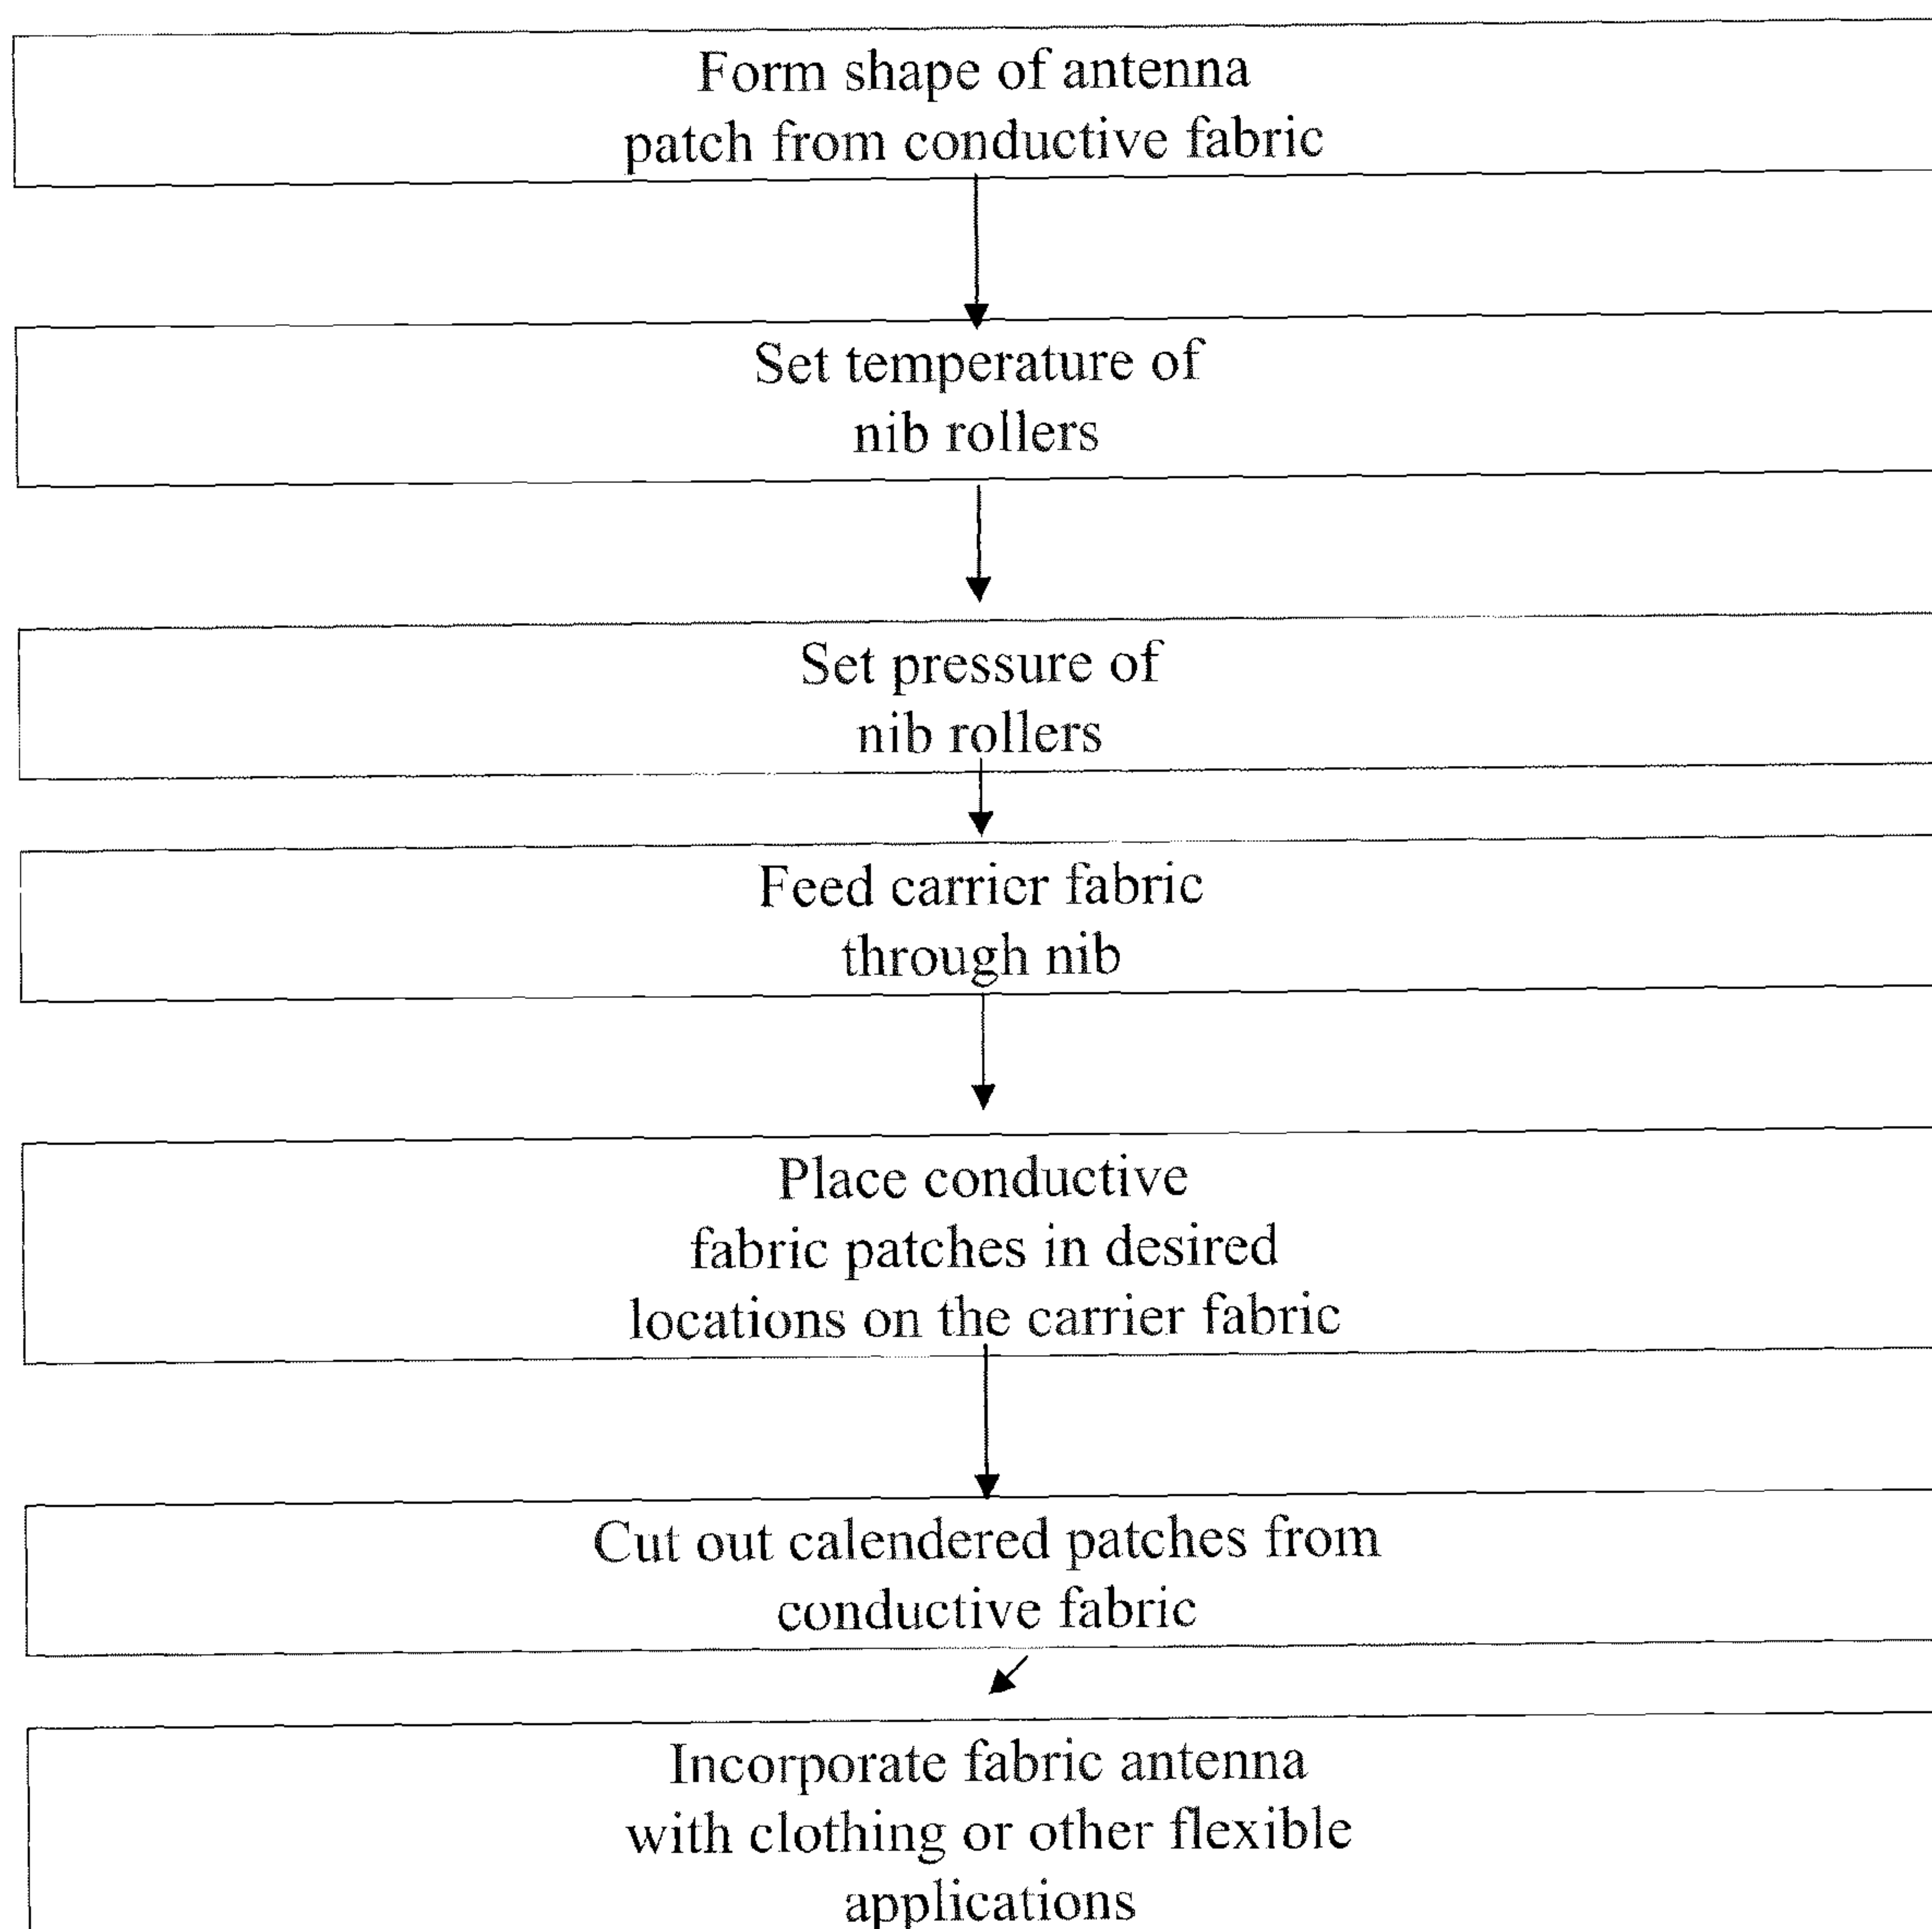 Form shape of antenna
patch from conductive fabric
Set temperature of
nib rollers
Set pressure of
nib rollers
Feed carrier fabric
through nib
Place conductive
fabric patches in desired
locations on the carrier fabric
Cut out calendered patches from
conductive fabric
Incorporate fabric antenna
with clothing or other flexible
applications